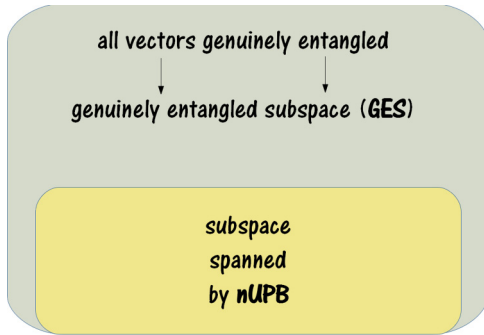 all vectors genuinely entangled
genuinely entangled subspace (GES)
subspace
spanned
by nUPB